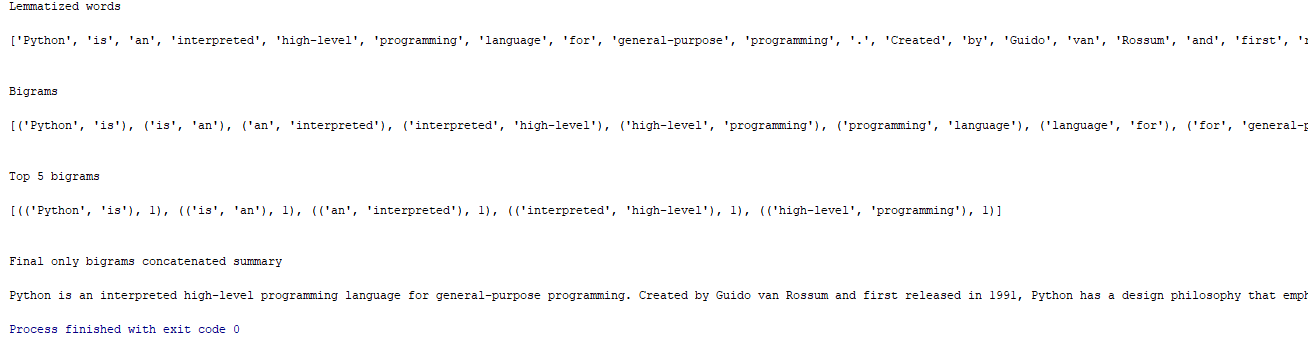 Lemmatized words
['Python', 'is', 'an', 'interpreted', 'high-level', 'programming', 'language', 'for', 'general-purpose', 'programming', '.', 'Created', 'by', 'Guido', 'van', 'Rossum', 'and', 'first',
Bigrams
[('Python', 'is'), ('is', 'an'), ('an', 'interpreted'), ('interpreted', 'high-level'), ('high-level', 'programming'), ('programming', 'language'), ('language', 'for'), ('for', 'general-p
Top 5 bigrams
[(('Python', 'is'), 1), (('is', 'an'), 1), (('an', 'interpreted'), 1), (('interpreted', 'high-level'), 1), (('high-level', 'programming'), 1)]
Final only bigrams concatenated summary
Python is an interpreted high-level programming language for general-purpose programming. Created by Guido van Rossum and first released in 1991, Python has a design philosophy that emph
Process finished with exit code 0